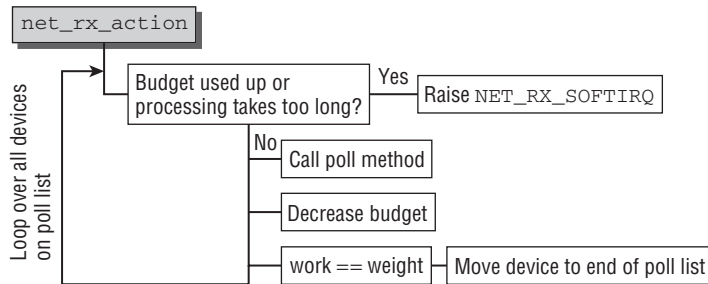 net_rx_action
Budget used up or
processing takes too long?
Yes
Raise NET_RX_SOFTIRQ
No
Call poll method
Decrease budget
work == weight
Move device to end of poll list
Loop over all devices
on poll list